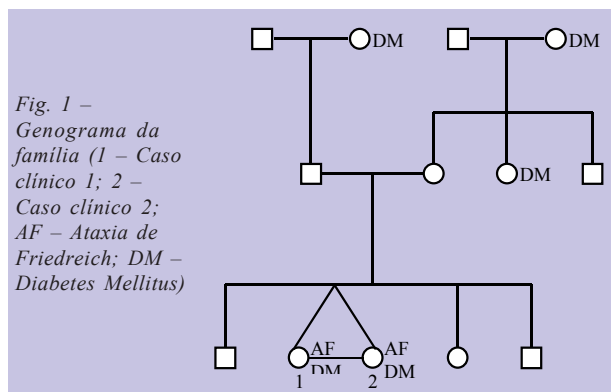 DM
DM
Fig. 1 –
Genograma da
família (1 – Caso
clínico 1; 2 –
Caso clínico 2;
AF – Ataxia de
Friedreich; DM –
Diabetes Mellitus)
DM
AF
DM
1
AF
DM
2